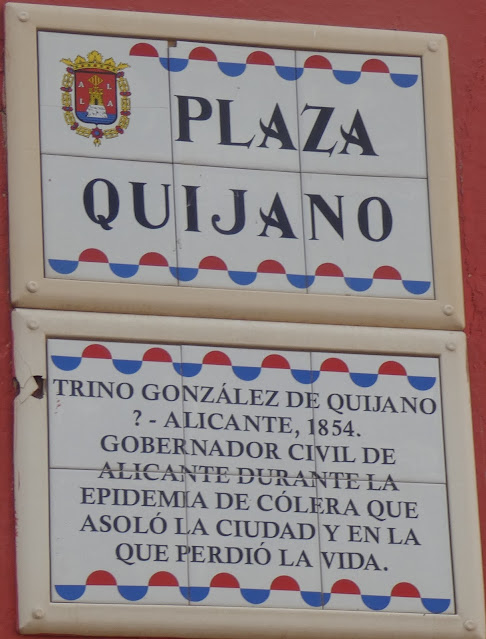 PLAZA
QUIJANO
TRINO GONZÁLEZ DE QUIJANO
? - ALICANTE, 1854.
GOBERNADOR CIVIL DE
ALICANTE DURANTE LA
EPIDEMIA DE CÓLERA QUE
ASOLÓ LA CIUDAD Y EN LA
QUE PERDIÓ LA VIDA.